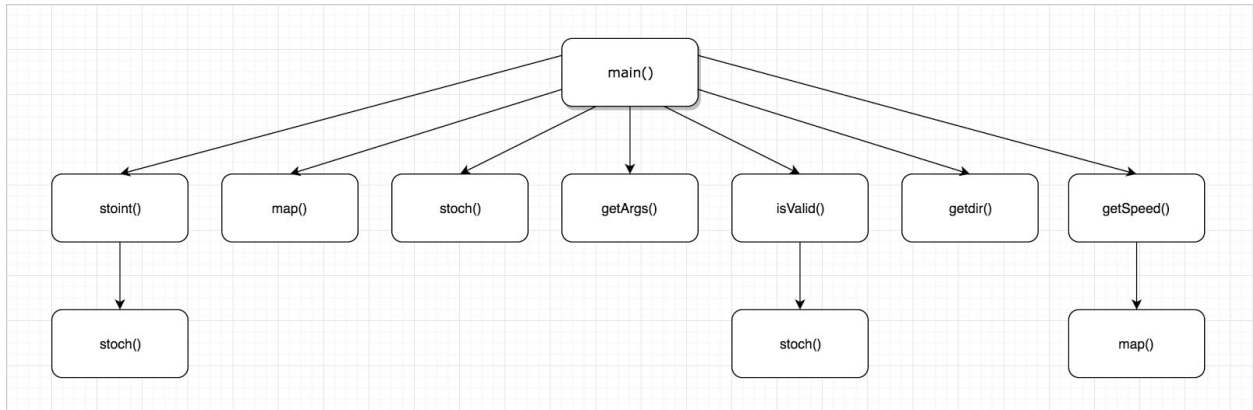 main()
stoint()
map()
stoch()
getArgs()
isValid()
getdir()
getSpeed()
stoch()
stoch()
map()